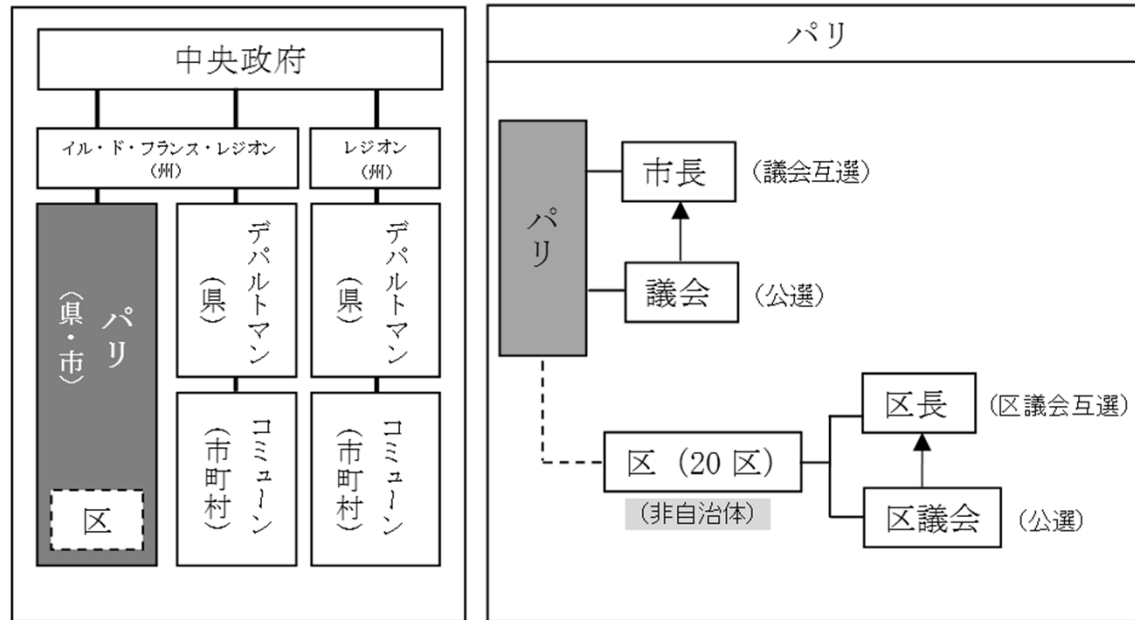 中央政府
イル・ド・フランス・レジオン
(州)
レジオン
(州)
パリ
(県・市)
区
デパルトマン
(県)
デパルトマン
(県)
コミューン
(市町村)
コミューン
(市町村)
パリ
パリ
市長
(議会互選)
議会
(公選)
区 (20 区)
(非自治体)
区長
(区議会互選)
区議会
(公選)